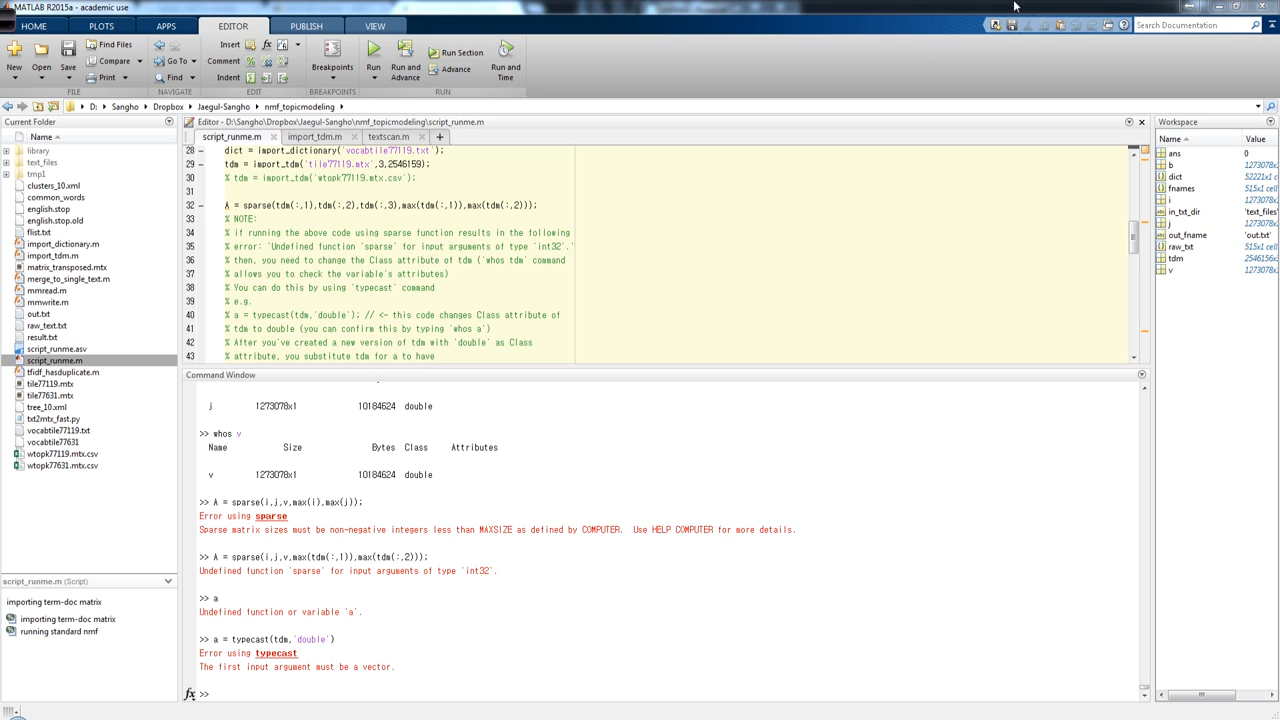 MATLAB R2015a - academic use
HOME PLOTS APPS EDITOR PUBLISH VIEW
Search Documentation
New Open Save Find Files Compare Print
Go To Find
Insert fx Comment Indent
Breakpoints
Run Run and Advance Run Section Advance Run and Time
FILE NAVIGATE EDIT RUN
D: Sangho Dropbox Jaegul-Sangho nmf_topicmodeling
Current Folder
Name
library
text_files
tmp1
clusters_10.xml
common_words
english.stop
english.stop.old
flist.txt
import_dictionary.m
import_tdm.m
matrix_transposed.mtx
merge_to_single_text.m
mmread.m
mmwrite.m
out.txt
raw_text.txt
result.txt
script_runme.asv
script_runme.m
tfidf_hasduplicate.m
tile77119.mtx
tile77631.mtx
tree_10.xml
txt2mtx_fast.py
vocabtile77119.txt
vocabtile77631
wtopk77119.mtx.csv
wtopk77631.mtx.csv
script_runme.m (Script)
importing term-doc matrix
importing term-doc matrix
running standard nmf
Editor - D:\Sangho\Dropbox\Jaegul-Sangho\nmf_topicmodeling\script_runme.m
script_runme.m import_tdm.m textscan.m
28 dict = import_dictionary('vocabtile77119.txt');
29 tdm = import_tdm('tile77119.mtx',3,2546159);
30 % tdm = import_tdm('wtopk77119.mtx.csv');
31
32 A = sparse(tdm(:,1),tdm(:,2),tdm(:,3),max(tdm(:,1)),max(tdm(:,2)));
33 % NOTE:
34 % if running the above code using sparse function results in the following
35 % error: 'Undefined function 'sparse' for input arguments of type 'int32'.'
36 % then, you need to change the Class attribute of tdm ('whos tdm' command
37 % allows you to check the variable's attributes)
38 % You can do this by using 'typecast' command
39 % e.g.
40 % a = typecast(tdm,'double'); // <- this code changes Class attribute of
41 % tdm to double (you can confirm this by typing 'whos a')
42 % After you've created a new version of tdm with 'double' as Class
43 % attribute, you substitute tdm for a to have
Command Window
j 1273078x1 10184624 double
>> whos v
Name Size Bytes Class Attributes
v 1273078x1 10184624 double
>> A = sparse(i,j,v,max(i),max(j));
Error using sparse
Sparse matrix sizes must be non-negative integers less than MAXSIZE as defined by COMPUTER. Use HELP COMPUTER for more details.
>> A = sparse(i,j,v,max(tdm(:,1)),max(tdm(:,2)));
Undefined function 'sparse' for input arguments of type 'int32'.
>> a
Undefined function or variable 'a'.
>> a = typecast(tdm,'double')
Error using typecast
The first input argument must be a vector.
fx >>
Workspace
Name Value
ans 0
b 1273078x
dict 52221x1 c
fnames 515x1 cell
i 1273078x
in_txt_dir 'text_files'
j 1273078x
out_fname 'out.txt'
raw_txt 515x1 cell
tdm 2546156x
v 1273078x